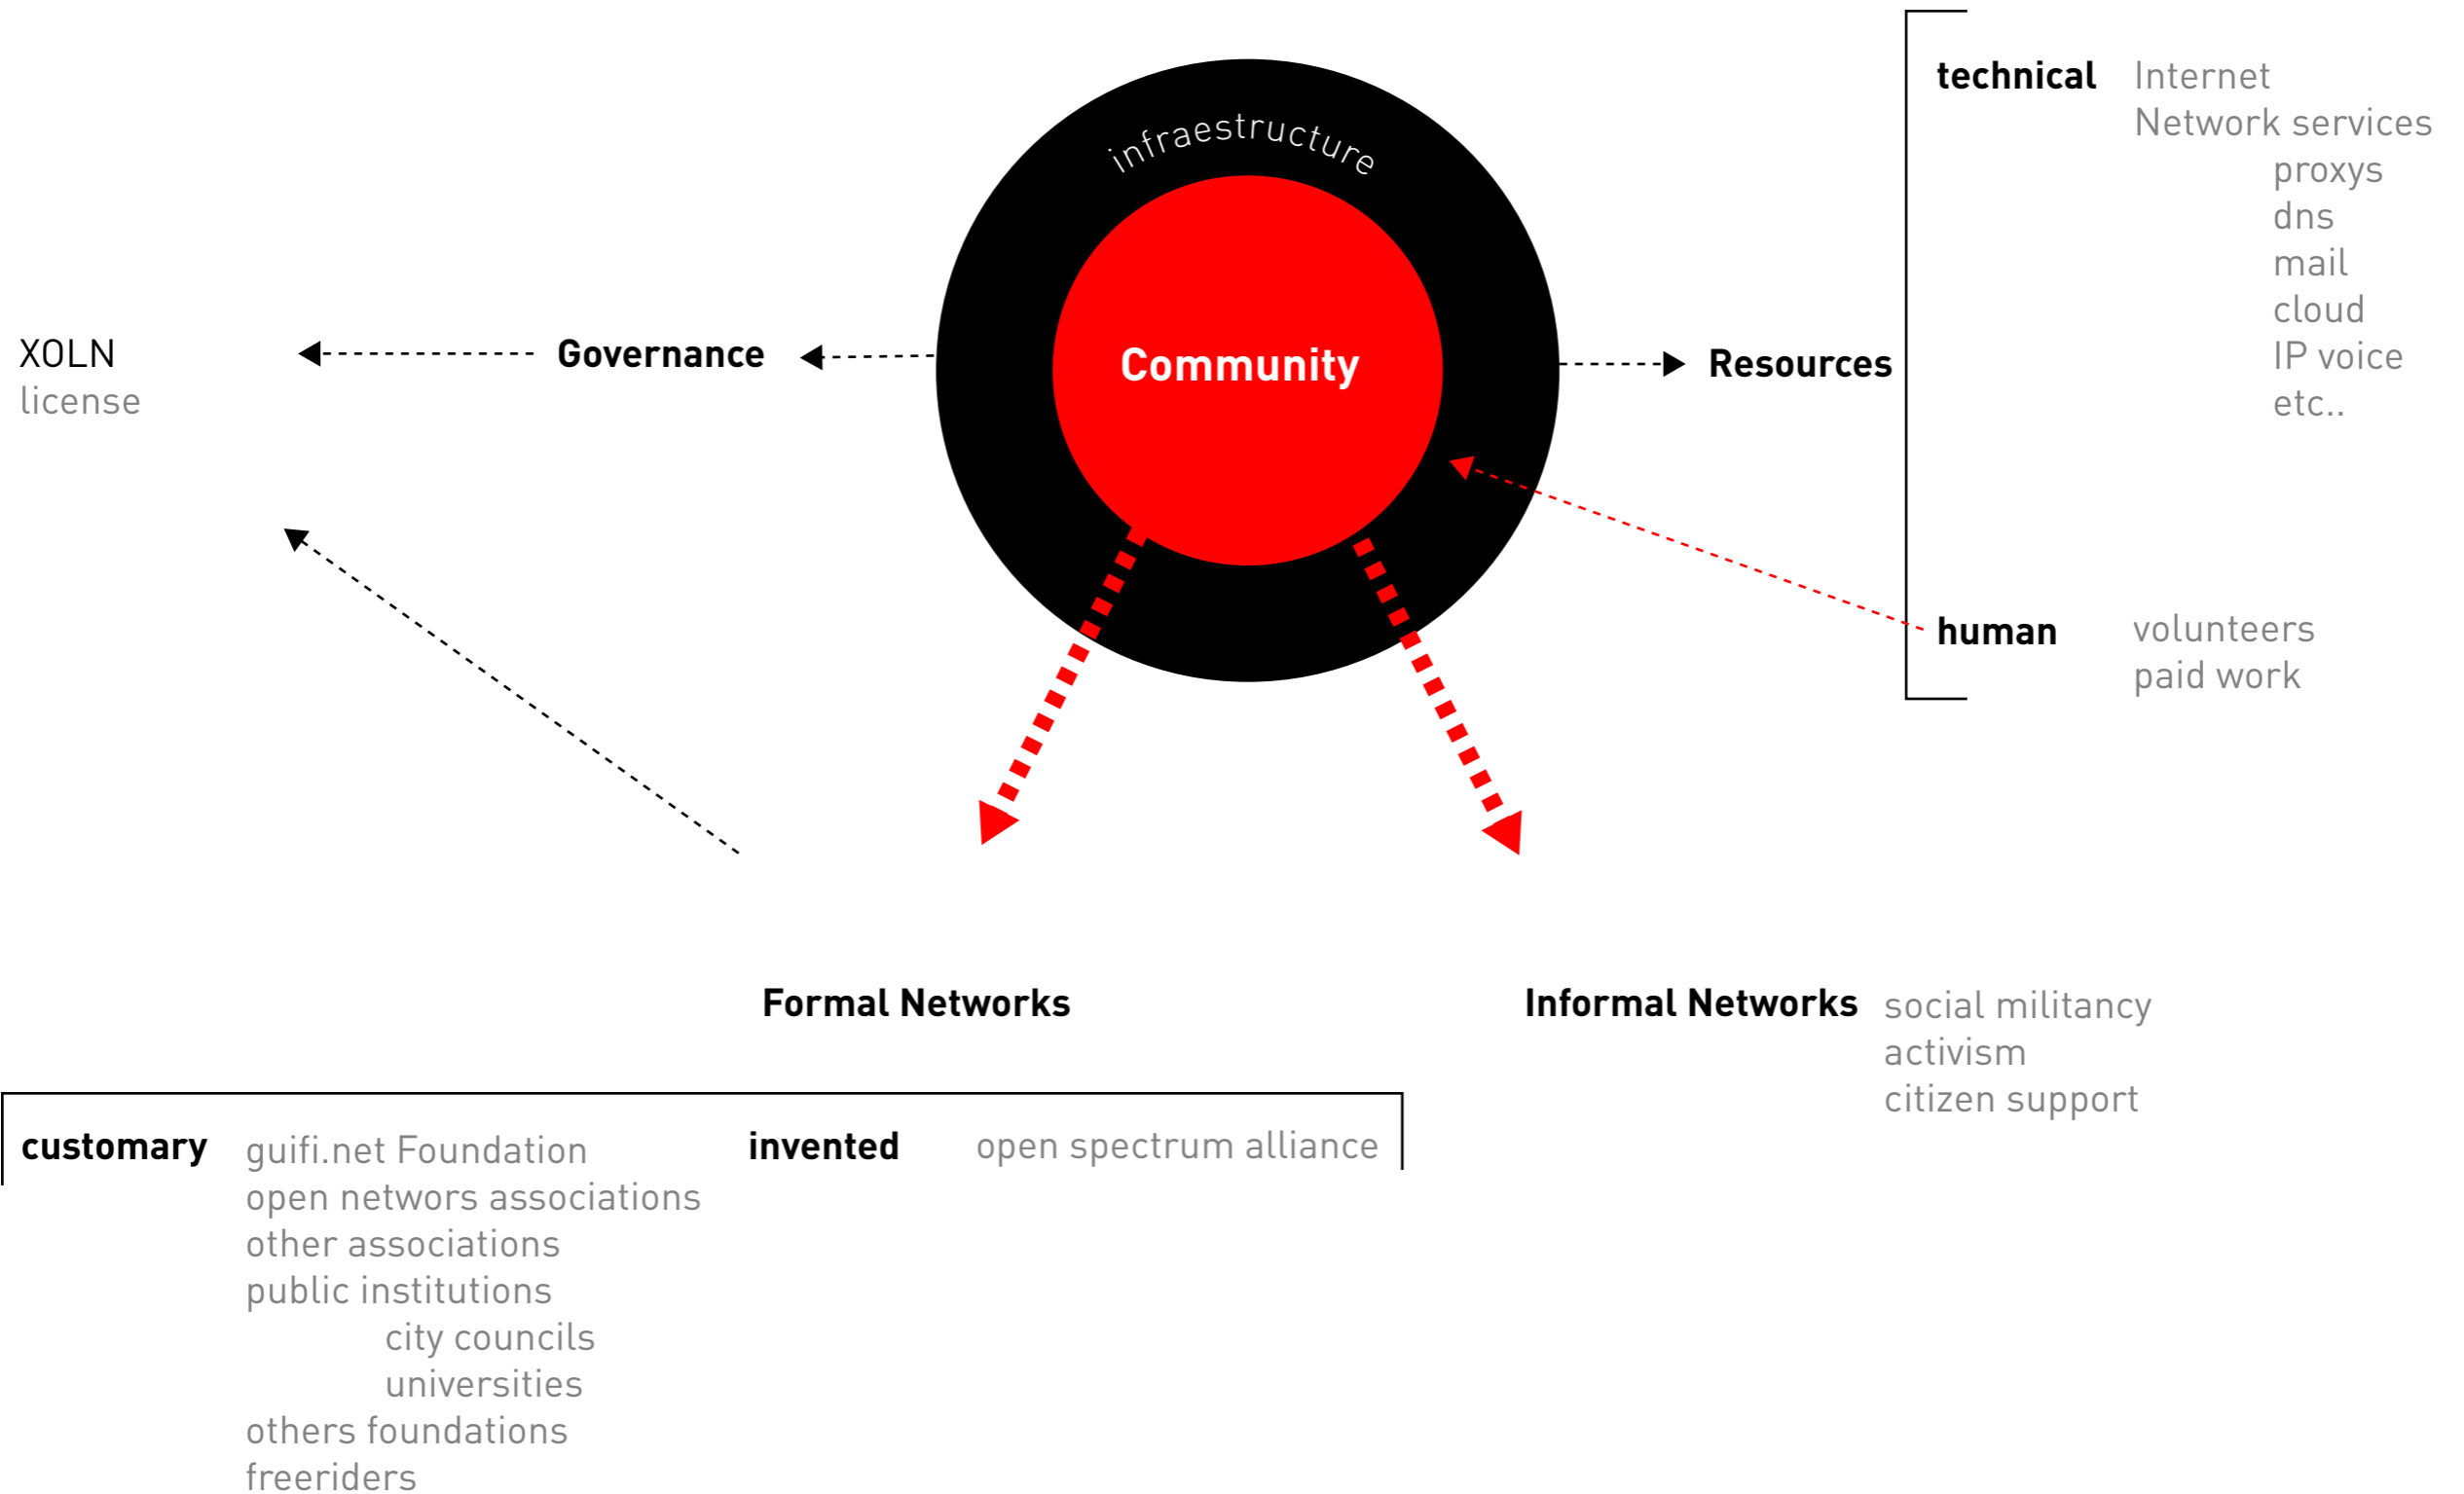 infraestructure
Community
Governance
XOLN
license
Resources
technical Internet
Network services
proxys
dns
mail
cloud
IP voice
etc..
human volunteers
paid work
Formal Networks
Informal Networks social militancy
activism
citizen support
customary guifi.net Foundation
open networs associations
other associations
public institutions
city councils
universities
others foundations
freeriders
invented open spectrum alliance